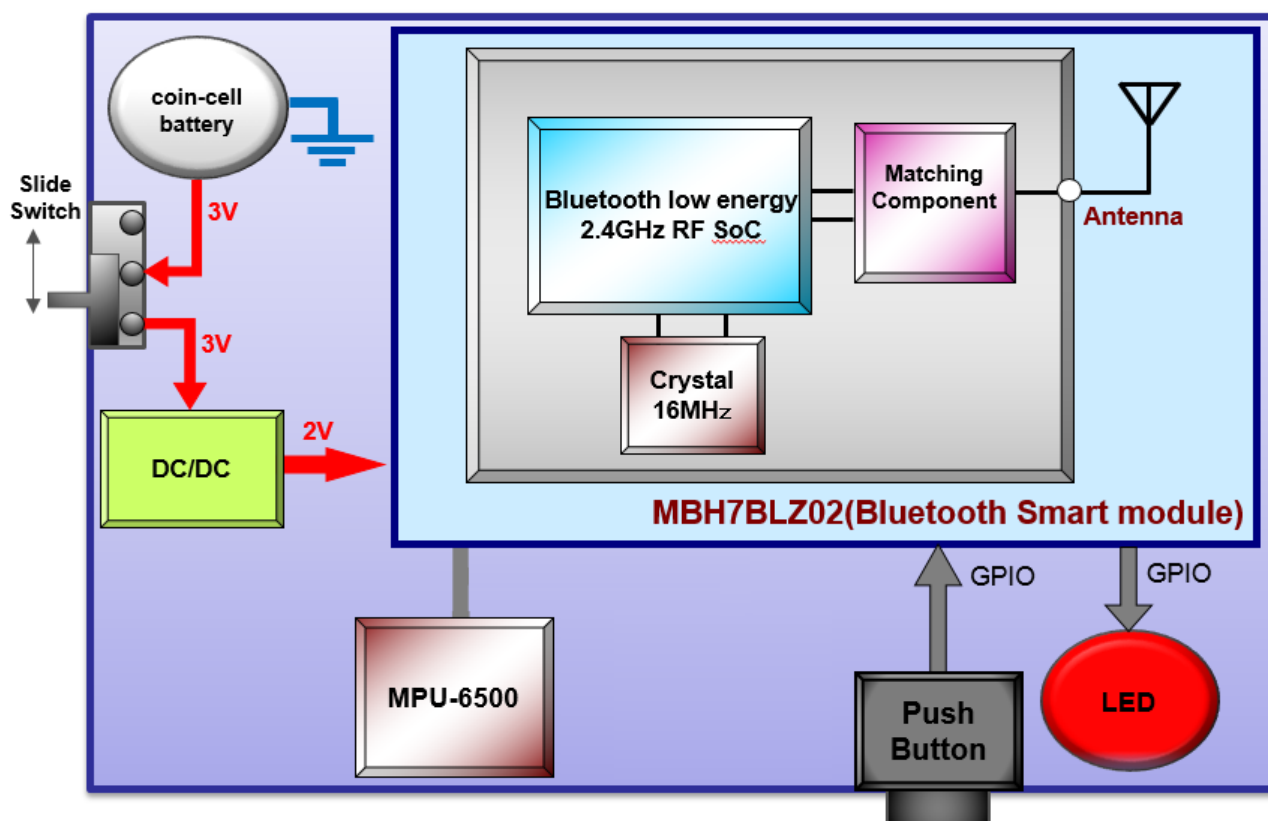 coin-cell
battery
Slide
Switch
3V
3V
DC/DC
2V
Bluetooth low energy
2.4GHz RF SoC
Matching
Component
Antenna
Crystal
16MHz
MBH7BLZ02(Bluetooth Smart module)
MPU-6500
GPIO
Push
Button
GPIO
LED